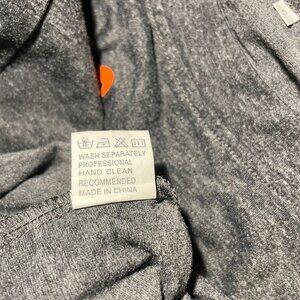 WASH SEPARATELY
PROFESSIONAL
HAND CLEAN
RECOMMENDED
MADE IN CHINA